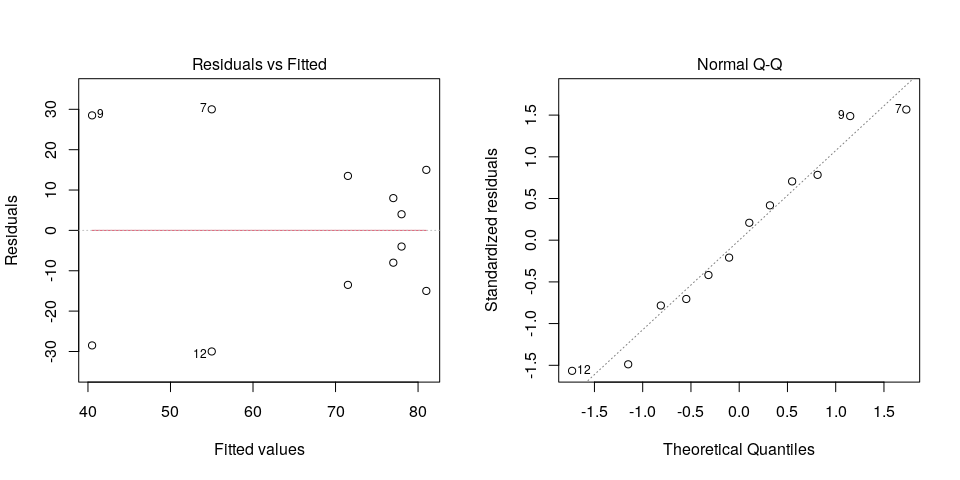 Residuals vs Fitted
30
20
10
0
-10
-20
-30
Residuals
9
7
12
40 50 60 70 80
Fitted values
Normal Q-Q
1.5
1.0
0.5
0.0
-0.5
-1.0
-1.5
Standardized residuals
9
7
12
-1.5 -1.0 -0.5 0.0 0.5 1.0 1.5
Theoretical Quantiles